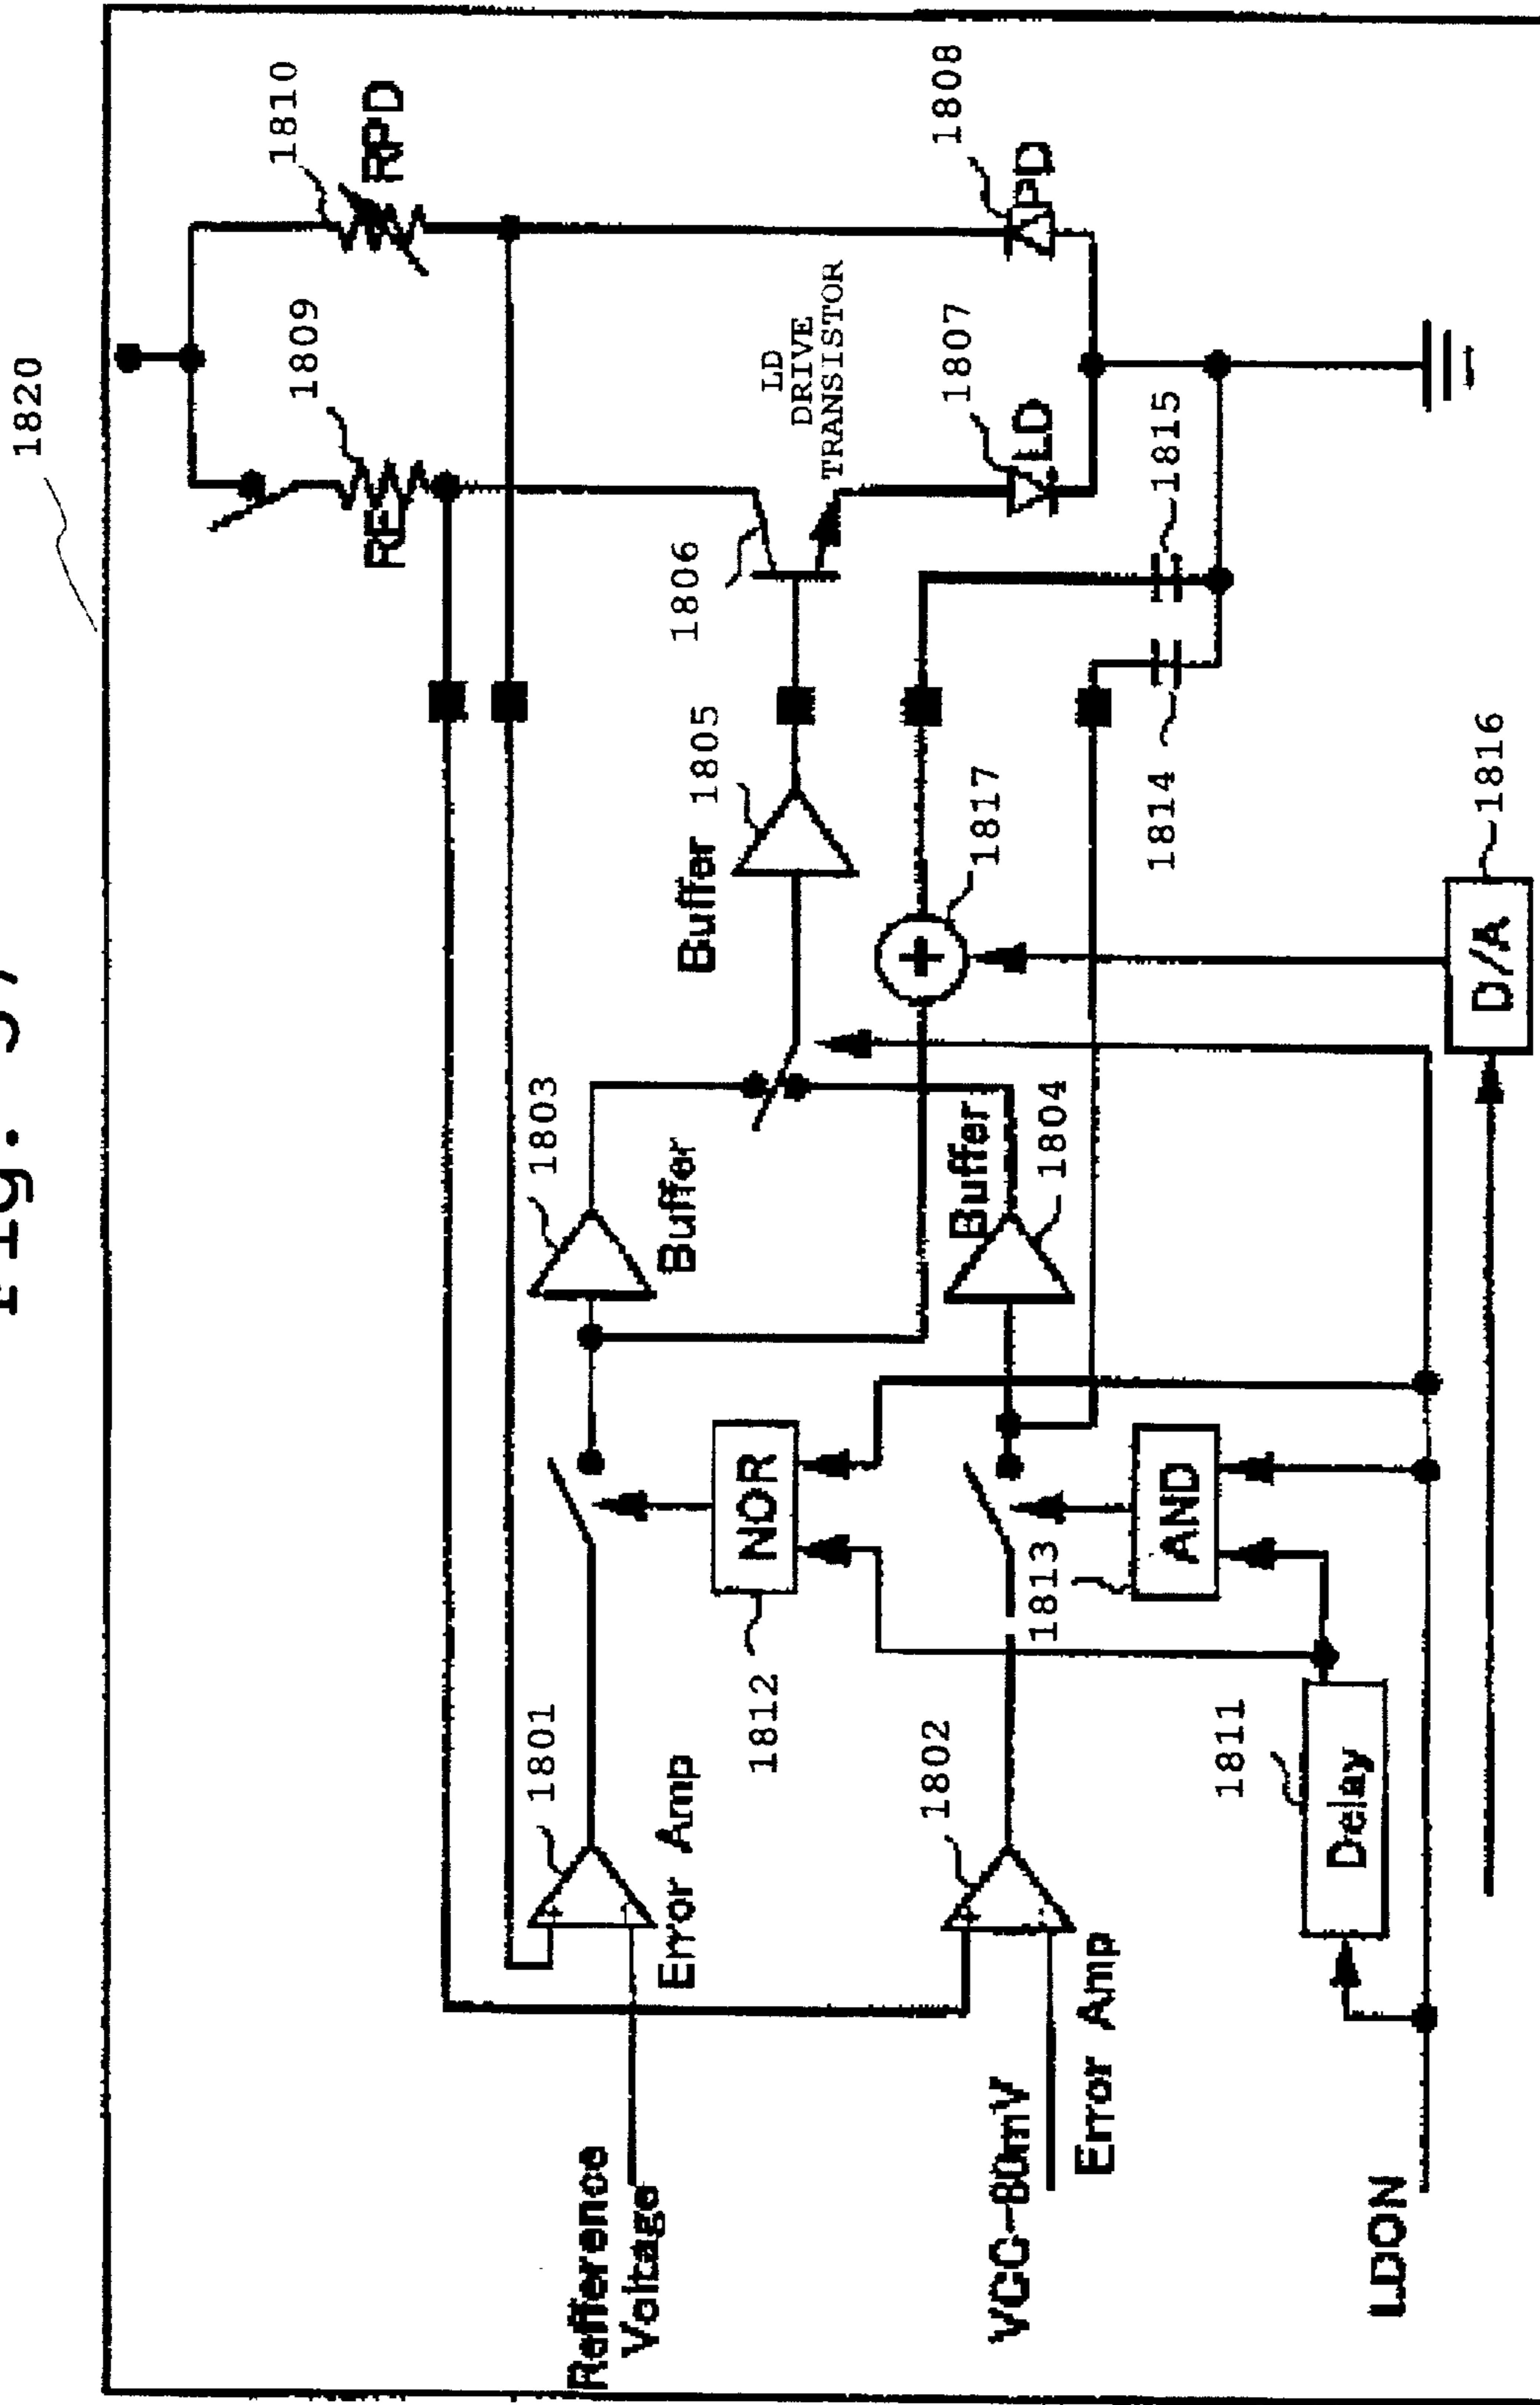 1820
1810
RPD
1809
RE
1808
PD
LD
DRIVE
TRANSISTOR
1807
LD
1806
1815
1814
Buffer 1805
1817
1816
D/A
1803
Buffer
Buffer
1804
NOR
1812
AND
1813
1801
Error Amp
1802
Error Amp
1811
Delay
Refference
Voltage
VCC-80mV
LDON
+